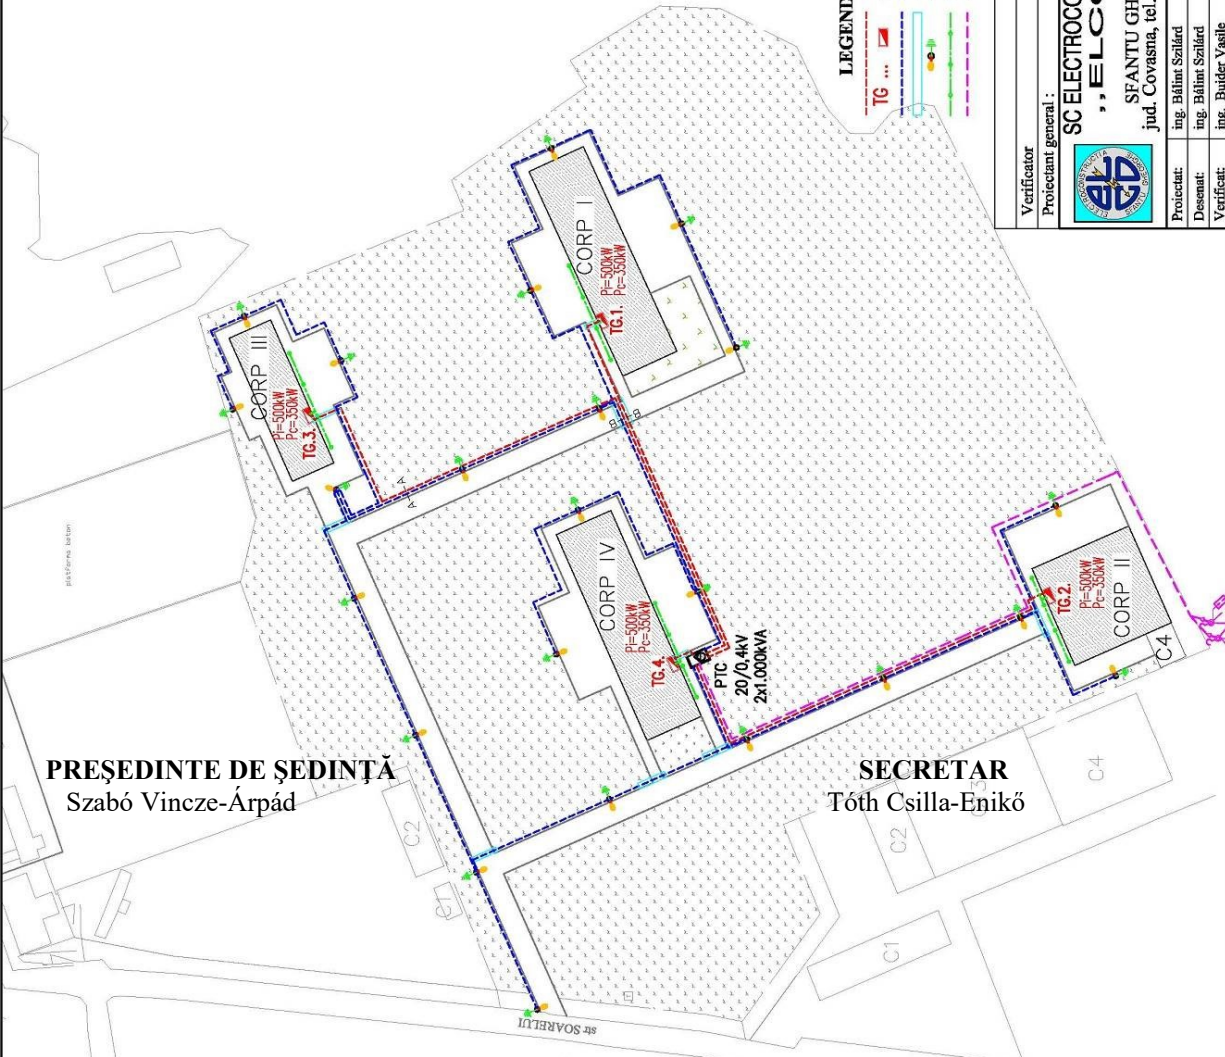 LEGEND
TG ...
Verificator
Proiectant general :
SC ELECTROCO
,,ELCO
SFANTU GH
jud. Covasna, tel.
Proiectat:
ing. Bálint Szilárd
Desenat:
ing. Bálint Szilárd
Verificat:
ing. Buider Vasile
CORP I
Pi=500kW
Pc=350kW
TG.1.
CORP III
Pi=500kW
Pc=350kW
TG.3.
B
B
A
A
platforma beton
CORP IV
Pi=500kW
Pc=350kW
TG.4.
PTC
20/0,4kV
2x1.000kVA
TG.2.
Pi=500kW
Pc=350kW
CORP II
C4
PREŞEDINTE DE ŞEDINŢĂ
Szabó Vincze-Árpád
SECRETAR
Tóth Csilla-Enikő
C2
C1
C2
C3
C4
C1
str SOARELUI